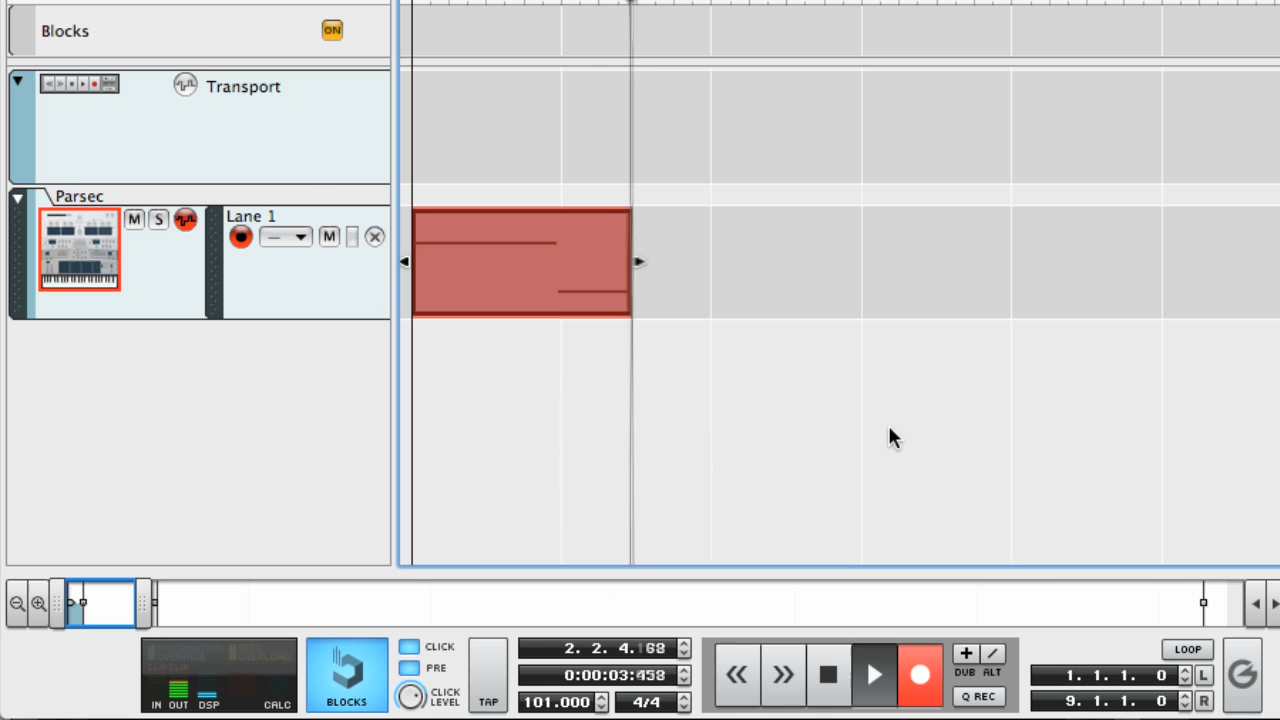 Blocks
ON
Transport
Parsec
M S
Lane 1
M
CLICK
PRE
CLICK
LEVEL
TAP
BLOCKS
IN OUT DSP CALC
2. 2. 4.168
0:00:03:458
101.000
4/4
DUB ALT
Q REC
LOOP
1. 1. 1. 0 L
9. 1. 1. 0 R